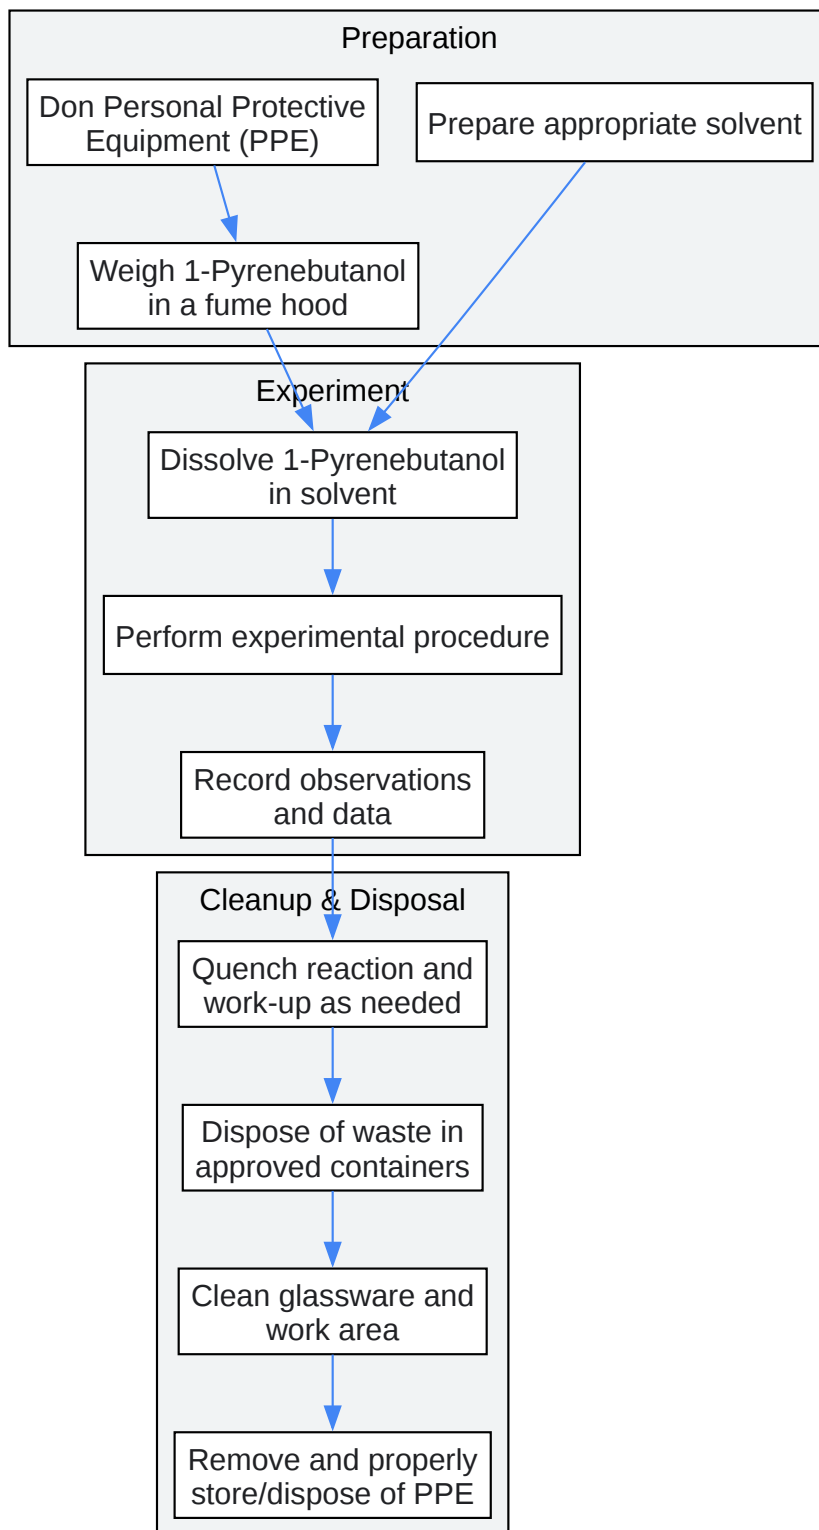 Preparation
Don Personal Protective
Equipment (PPE)
Prepare appropriate solvent
Weigh 1-Pyrenebutanol
in a fume hood
Experiment
Dissolve 1-Pyrenebutanol
in solvent
Perform experimental procedure
Record observations
and data
Cleanup & Disposal
Quench reaction and
work-up as needed
Dispose of waste in
approved containers
Clean glassware and
work area
Remove and properly
store/dispose of PPE